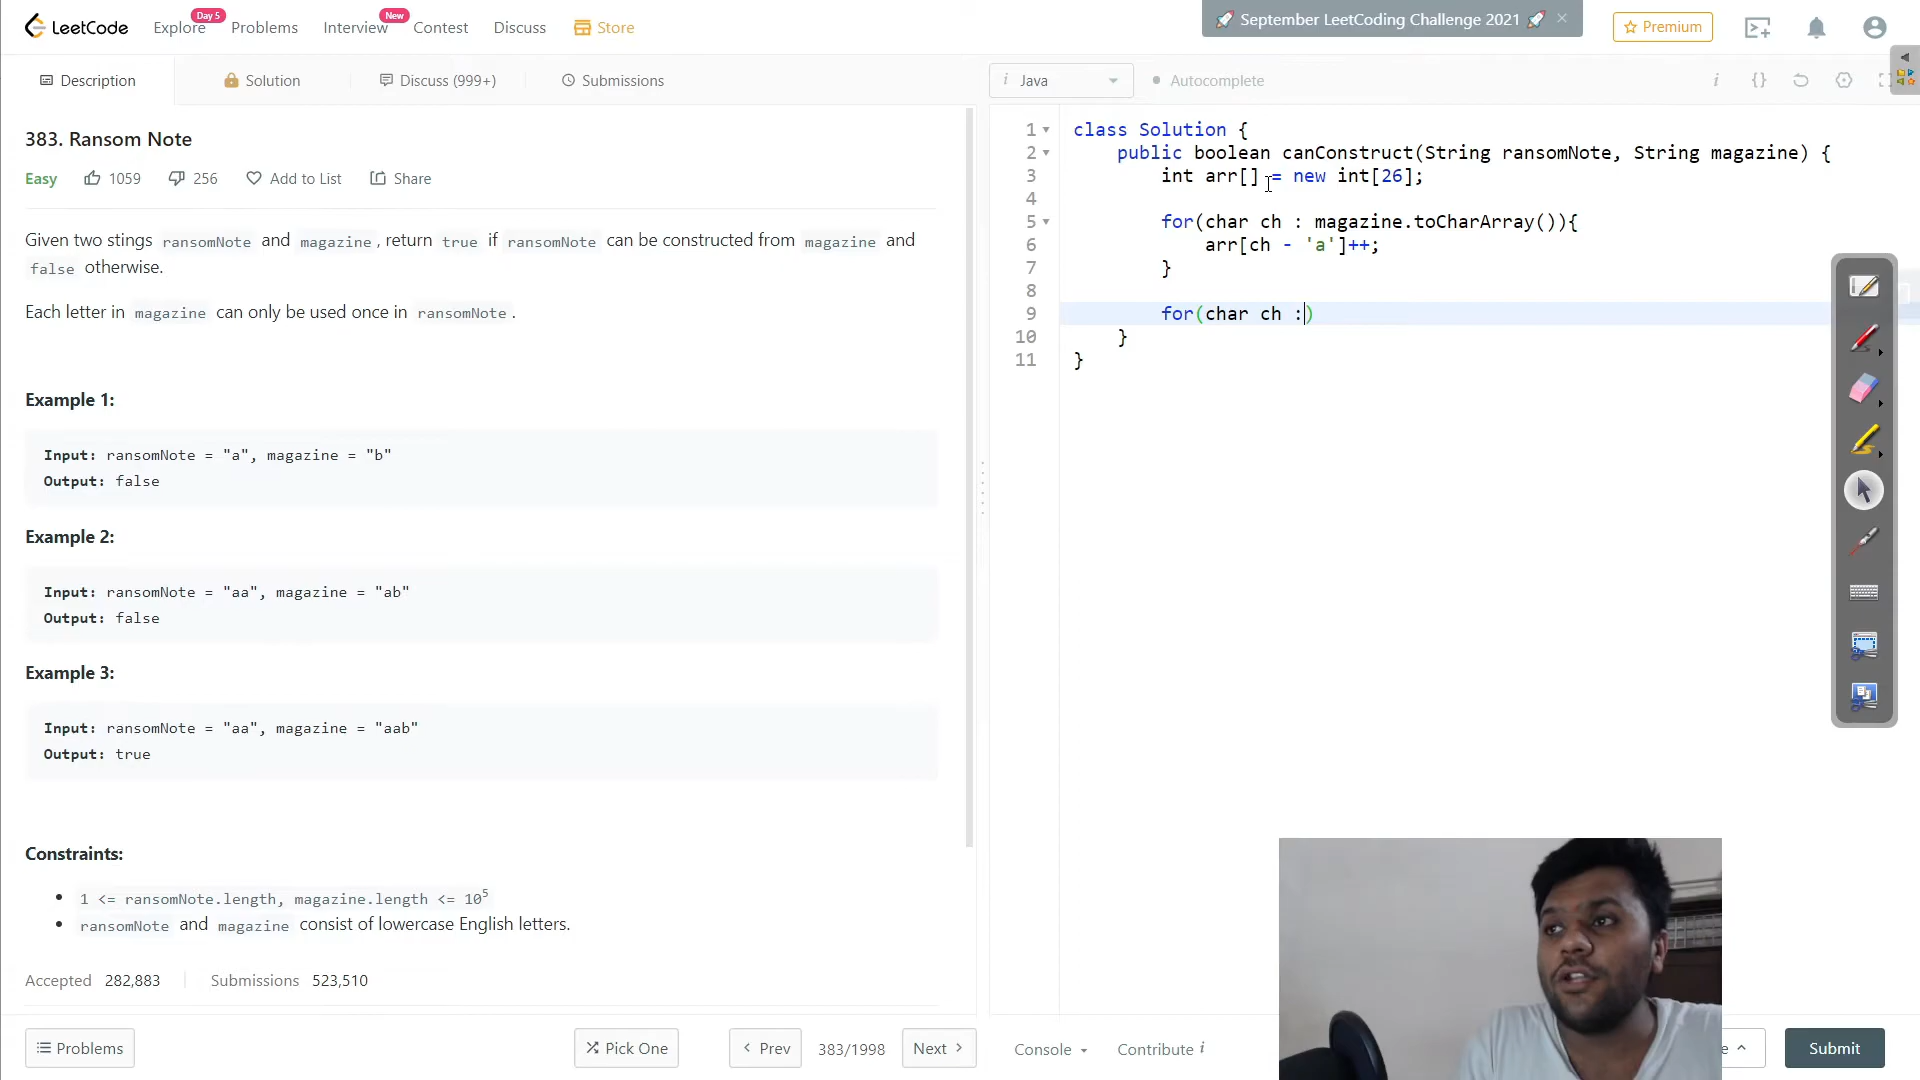 LeetCode
Explore
Day 5
Problems
Interview
New
Contest
Discuss
Store
🚀 September LeetCoding Challenge 2021 🚀 ×
Premium
Description
Solution
Discuss (999+)
Submissions
383. Ransom Note
Easy
1059
256
Add to List
Share
Given two stings ransomNote and magazine, return true if ransomNote can be constructed from magazine and
false otherwise.
Each letter in magazine can only be used once in ransomNote.
Example 1:
Input: ransomNote = "a", magazine = "b"
Output: false
Example 2:
Input: ransomNote = "aa", magazine = "ab"
Output: false
Example 3:
Input: ransomNote = "aa", magazine = "aab"
Output: true
Constraints:
1 <= ransomNote.length, magazine.length <= 10⁵
ransomNote and magazine consist of lowercase English letters.
Accepted 282,883
Submissions 523,510
Problems
Pick One
Prev
383/1998
Next
i Java
Autocomplete
i {}
1 class Solution {
2 public boolean canConstruct(String ransomNote, String magazine) {
3 int arr[] = new int[26];
4
5 for(char ch : magazine.toCharArray()){
6 arr[ch - 'a']++;
7 }
8
9 for(char ch :)
10 }
11 }
Console
Contribute i
e
Submit